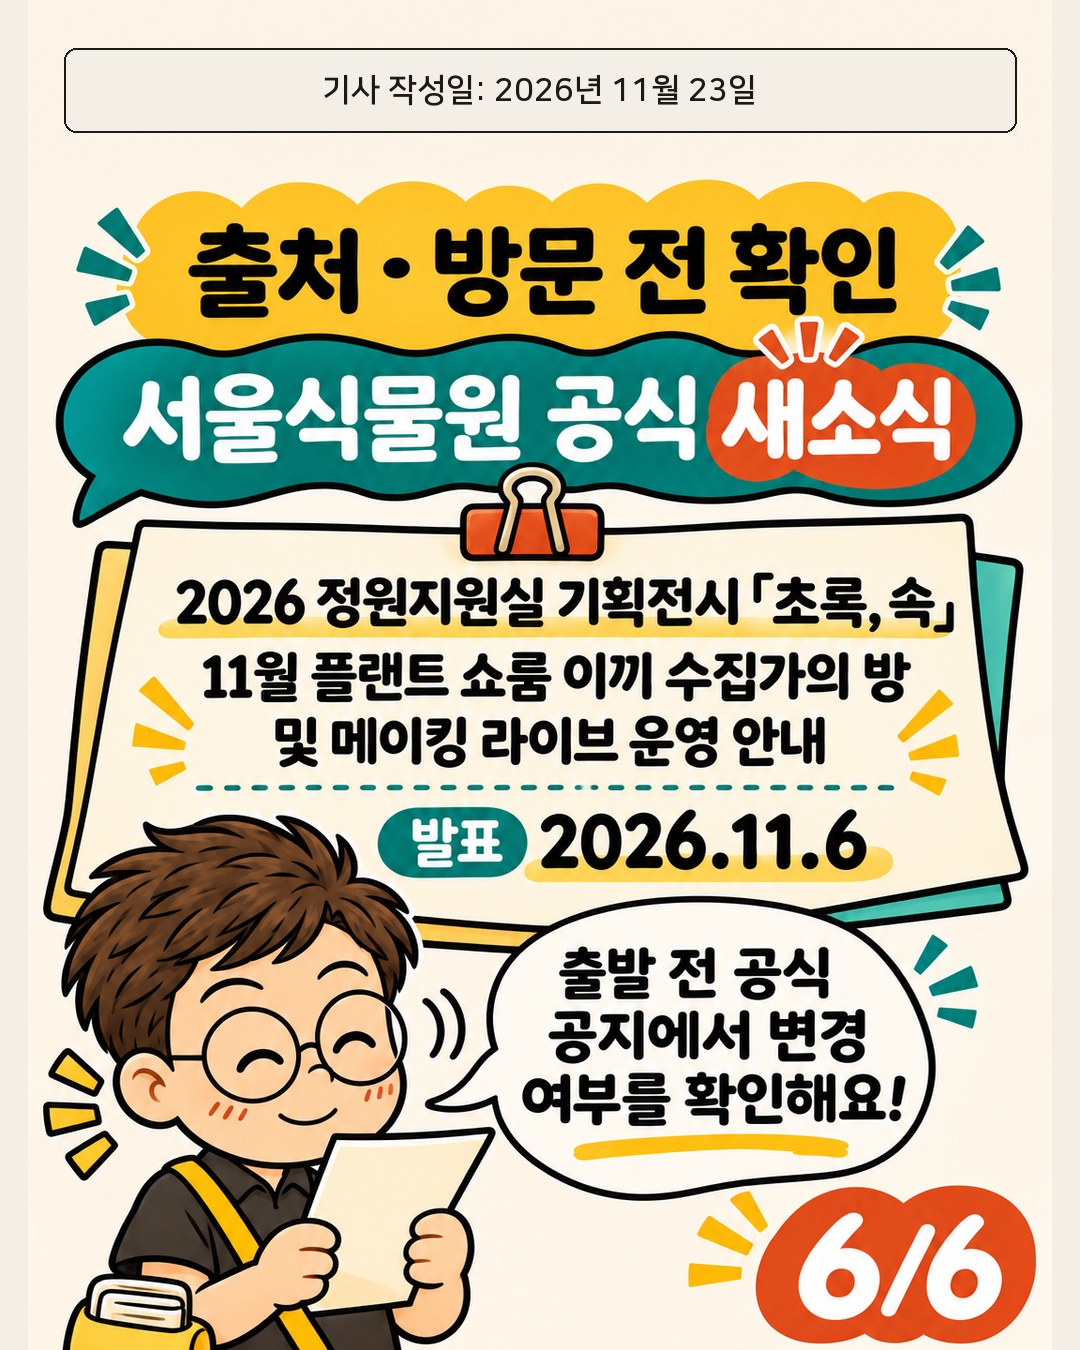 기사 작성일: 2026년 11월 23일
출처 · 방문 전 확인
서울식물원 공식 새소식
2026 정원지원실 기획전시 「초록, 속」
11월 플랜트 쇼룸 이끼 수집가의 방
및 메이킹 라이브 운영 안내
발표 2026.11.6
출발 전 공식
공지에서 변경
여부를 확인해요!
6/6